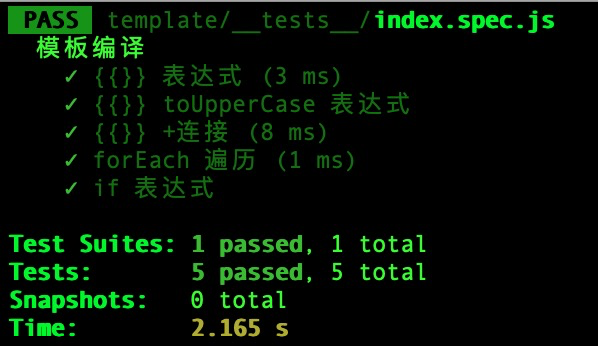 PASS template/__tests__/index.spec.js
模板编译
✓ {{}} 表达式 (3 ms)
✓ {{}} toUpperCase 表达式
✓ {{}} +连接 (8 ms)
✓ forEach 遍历 (1 ms)
✓ if 表达式
Test Suites: 1 passed, 1 total
Tests: 5 passed, 5 total
Snapshots: 0 total
Time: 2.165 s